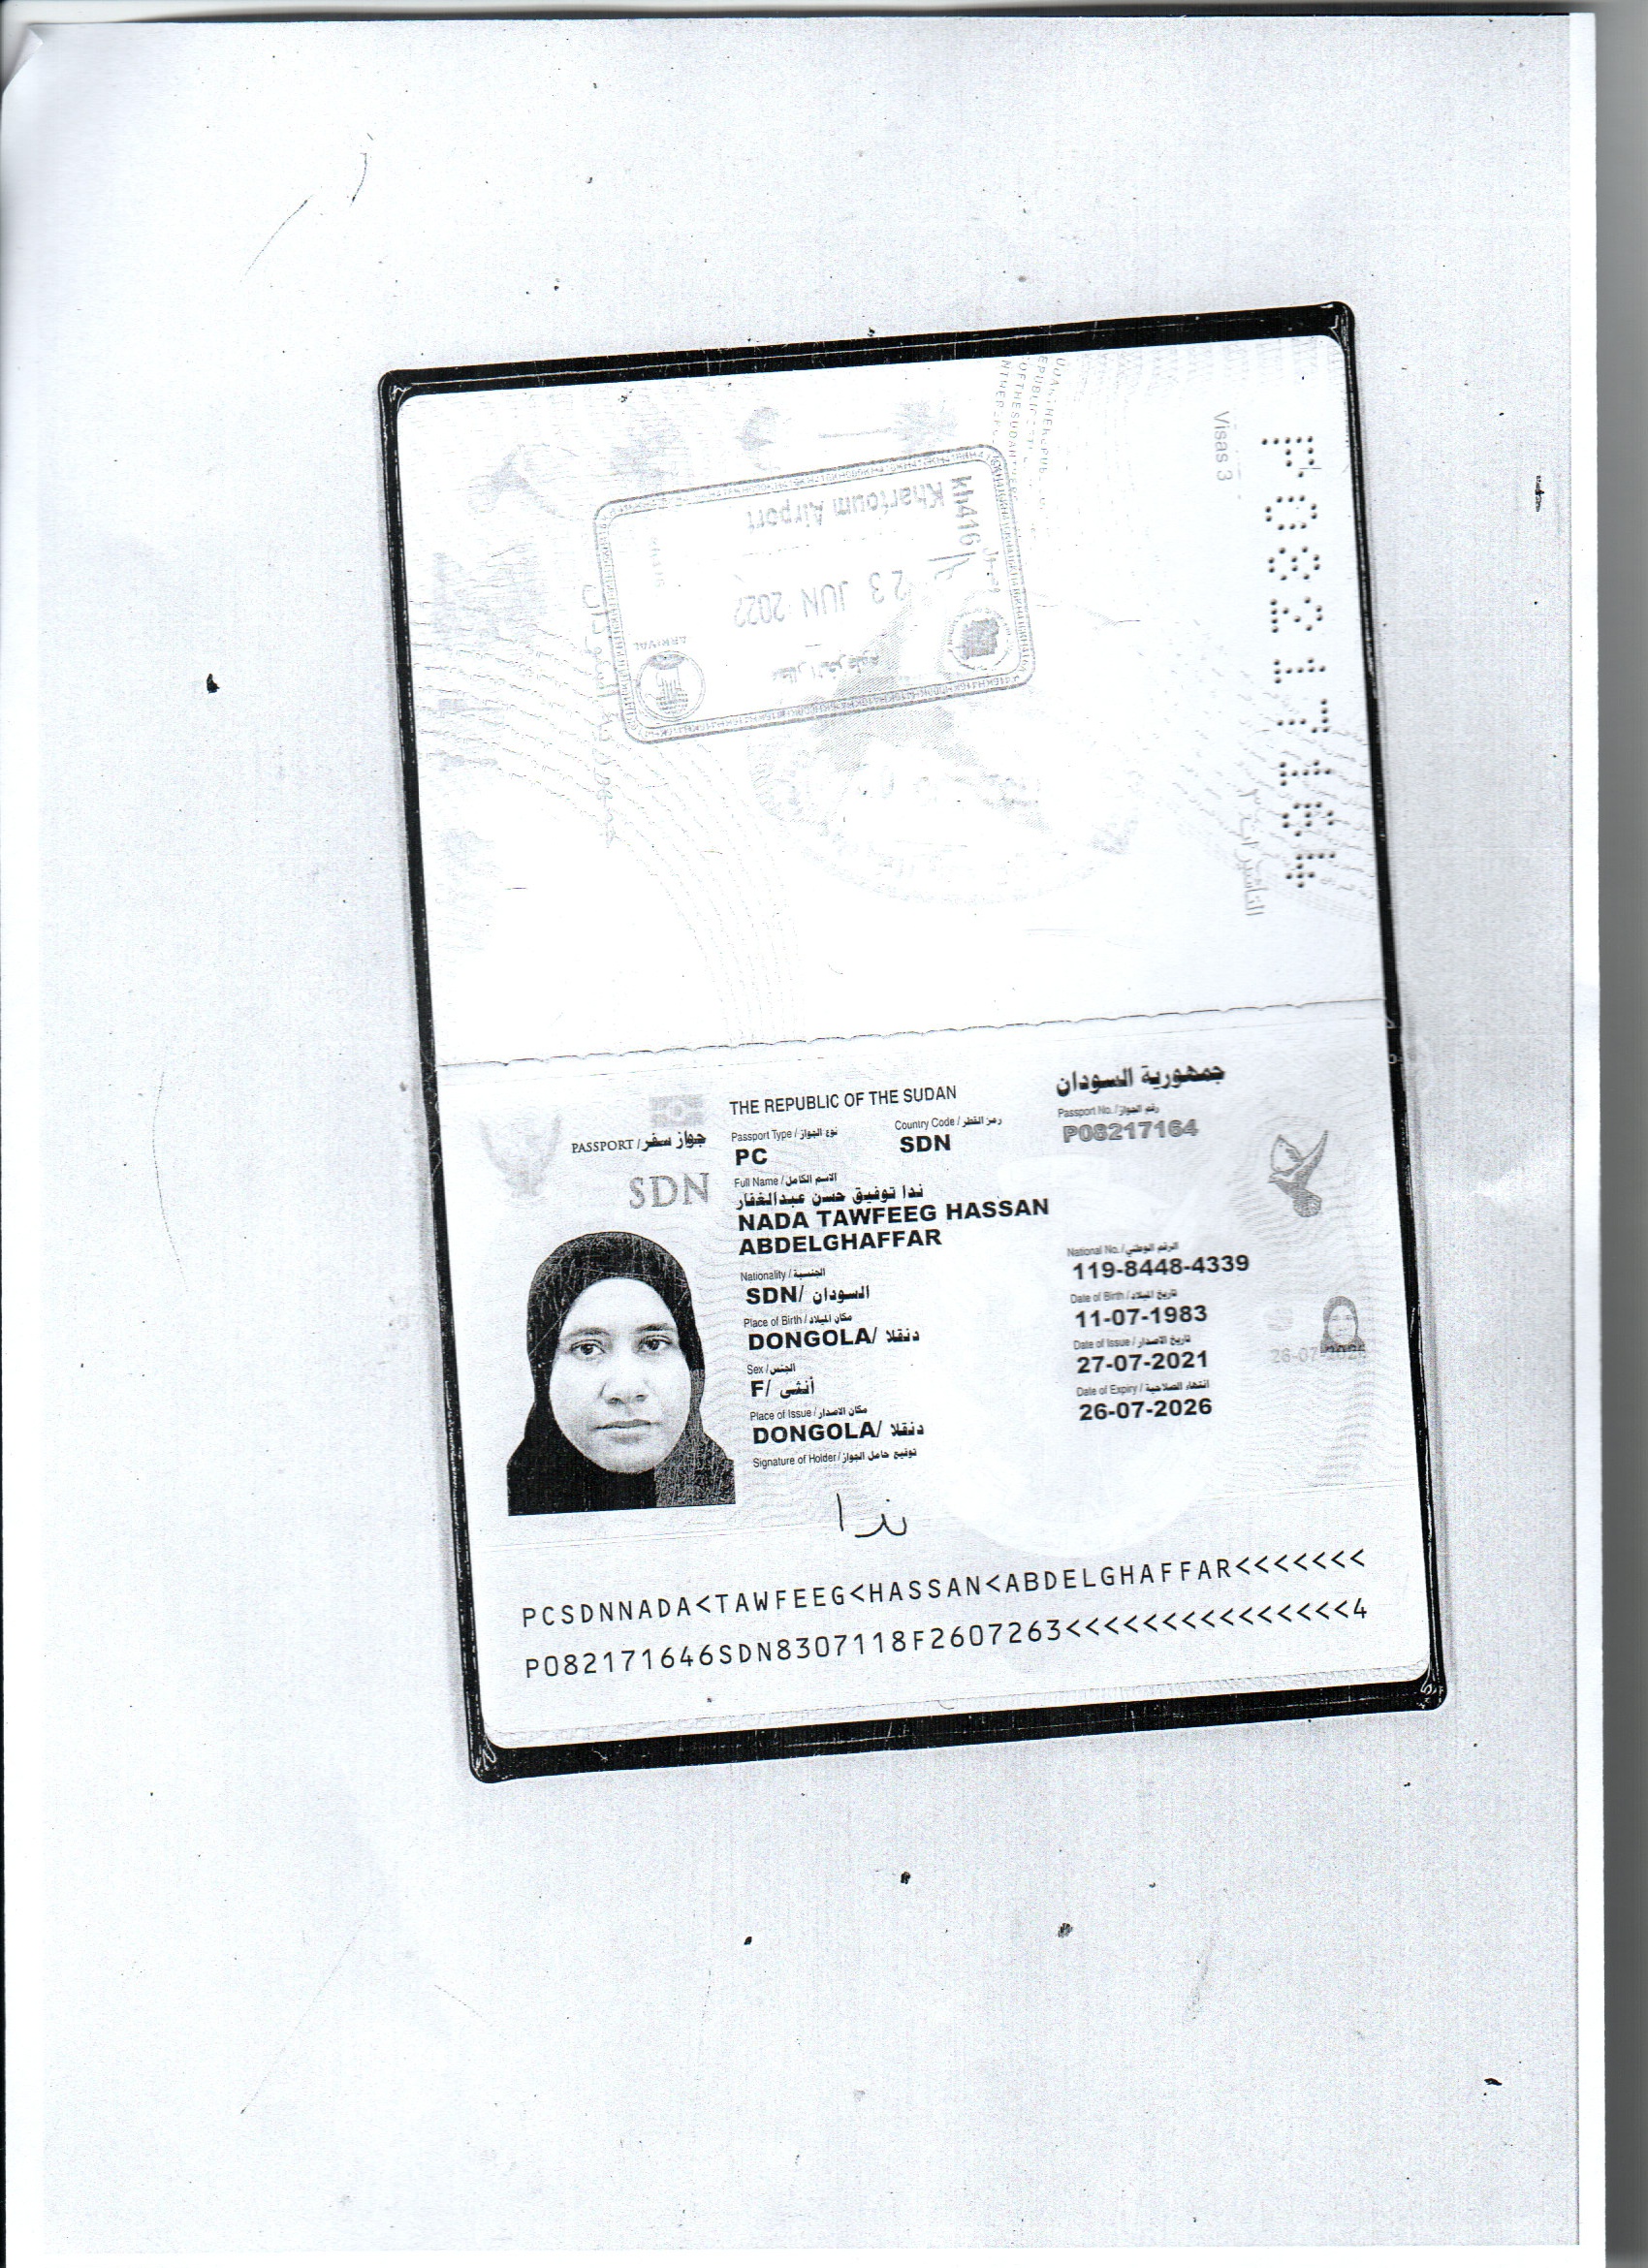 Visas 3
التأشيرات ٣
P08217164
Khartoum Airport
kh416
23 JUN 202
ARRIVAL
مطار الخرطوم
THE REPUBLIC OF THE SUDAN
جمهورية السودان
PASSPORT / جواز سفر
SDN
Passport Type / نوع الجواز
PC
Country Code / رمز القطر
SDN
Passport No. / رقم الجواز
P08217164
Full Name / الاسم الكامل
ندا توفيق حسن عبدالغفار
NADA TAWFEEG HASSAN
ABDELGHAFFAR
National No. / الرقم الوطني
119-8448-4339
Nationality / الجنسية
SDN/ السودان
Date of Birth / تاريخ الميلاد
11-07-1983
Place of Birth / مكان الميلاد
DONGOLA/ دنقلا
Date of Issue / تاريخ الاصدار
27-07-2021
Sex / الجنس
F/ أنثى
Date of Expiry / انتهاء الصلاحية
26-07-2026
Place of Issue / مكان الاصدار
DONGOLA/ دنقلا
Signature of Holder / توقيع حامل الجواز
ندا
PCSDNNADA<TAWFEEG<HASSAN<ABDELGHAFFAR<<<<<<<
P082171646SDN8307118F2607263<<<<<<<<<<<<<<<4